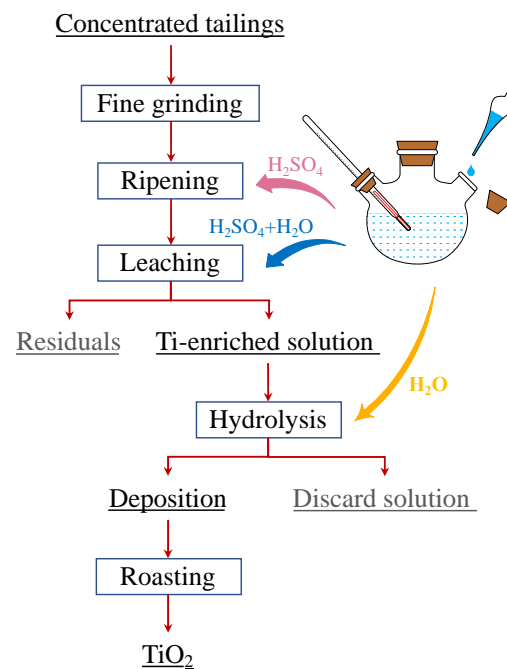 Concentrated tailings
Fine grinding
Ripening
H₂SO₄
H₂SO₄+H₂O
Leaching
Residuals
Ti-enriched solution
H₂O
Hydrolysis
Deposition
Discard solution
Roasting
TiO₂